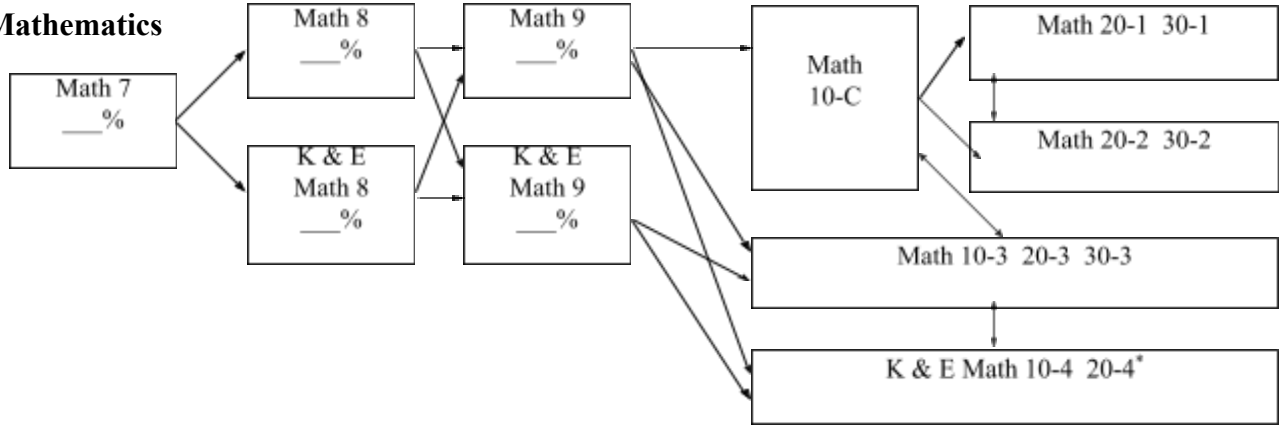 Mathematics
Math 7
___%
Math 8
___%
K & E
Math 8
___%
Math 9
___%
K & E
Math 9
___%
Math
10-C
Math 20-1 30-1
Math 20-2 30-2
Math 10-3 20-3 30-3
K & E Math 10-4 20-4*